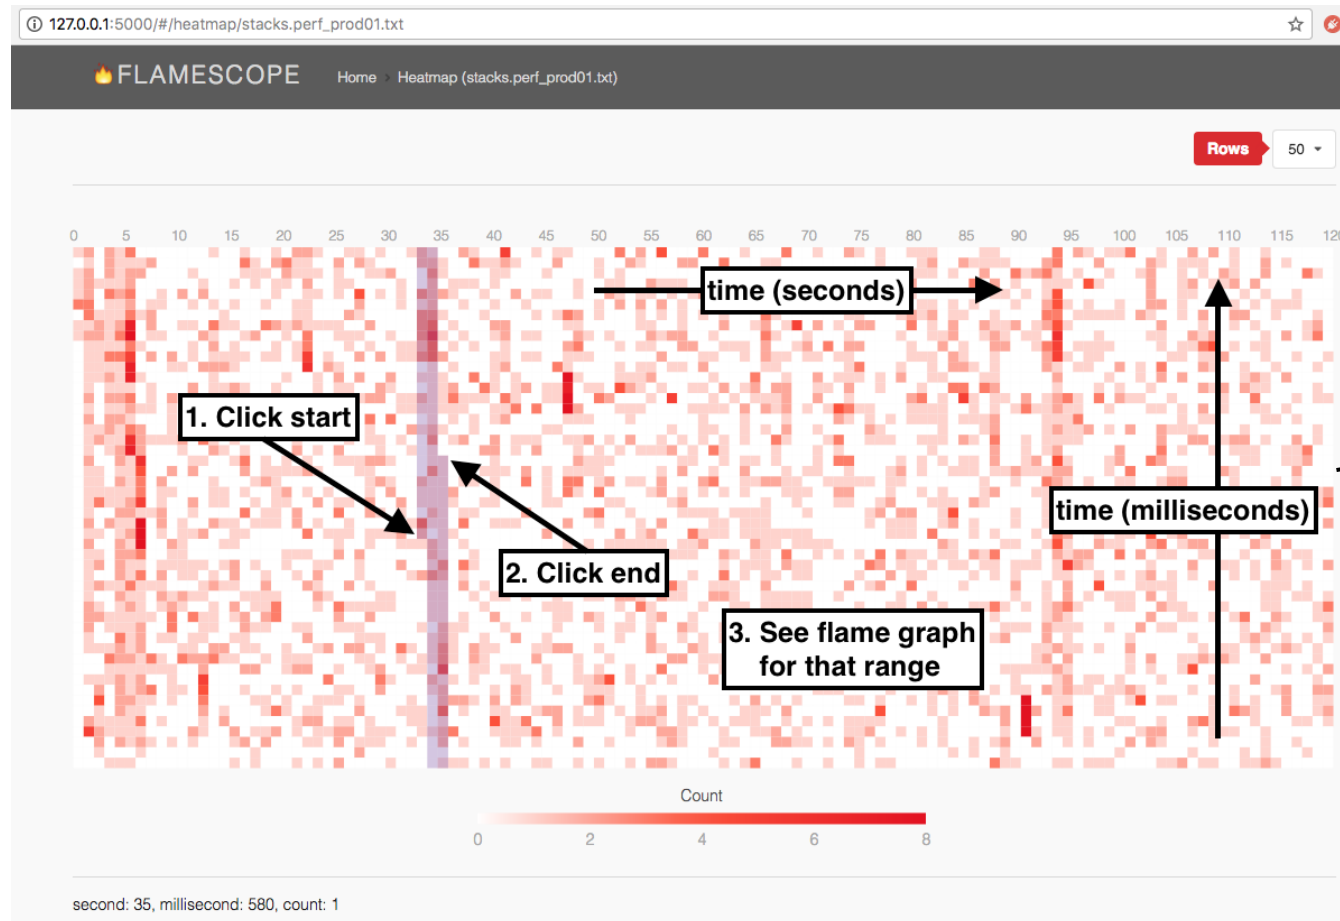 127.0.0.1:5000/#/heatmap/stacks.perf_prod01.txt
FLAMESCOPE Home › Heatmap (stacks.perf_prod01.txt)
Rows 50
0 5 10 15 20 25 30 35 40 45 50 55 60 65 70 75 80 85 90 95 100 105 110 115 120
time (seconds)
1. Click start
time (milliseconds)
2. Click end
3. See flame graph
for that range
Count
0 2 4 6 8
second: 35, millisecond: 580, count: 1